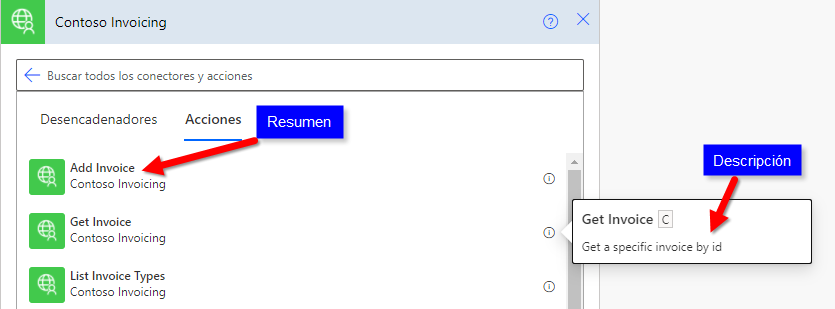 Contoso Invoicing
Buscar todos los conectores y acciones
Desencadenadores
Acciones
Resumen
Add Invoice
Contoso Invoicing
Descripción
Get Invoice
Contoso Invoicing
Get Invoice C
Get a specific invoice by id
List Invoice Types
Contoso Invoicing